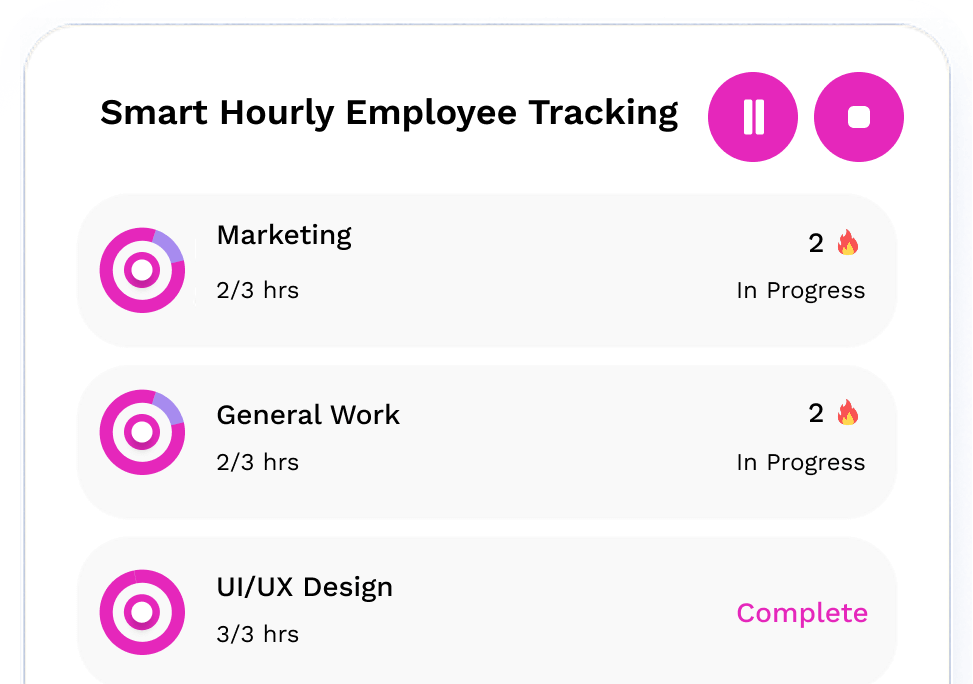 Smart Hourly Employee Tracking
Marketing
2
2/3 hrs
In Progress
General Work
2
2/3 hrs
In Progress
UI/UX Design
3/3 hrs
Complete